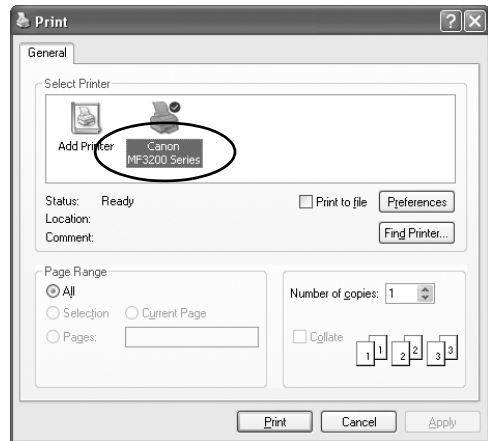 Print
General
Select Printer
Add Printer
Canon
MF3200 Series
Status: Ready
Location:
Comment:
Print to file
Preferences
Find Printer...
Page Range
All
Selection
Current Page
Pages:
Number of copies: 1
Collate
1 1 2 2 3 3
Print
Cancel
Apply